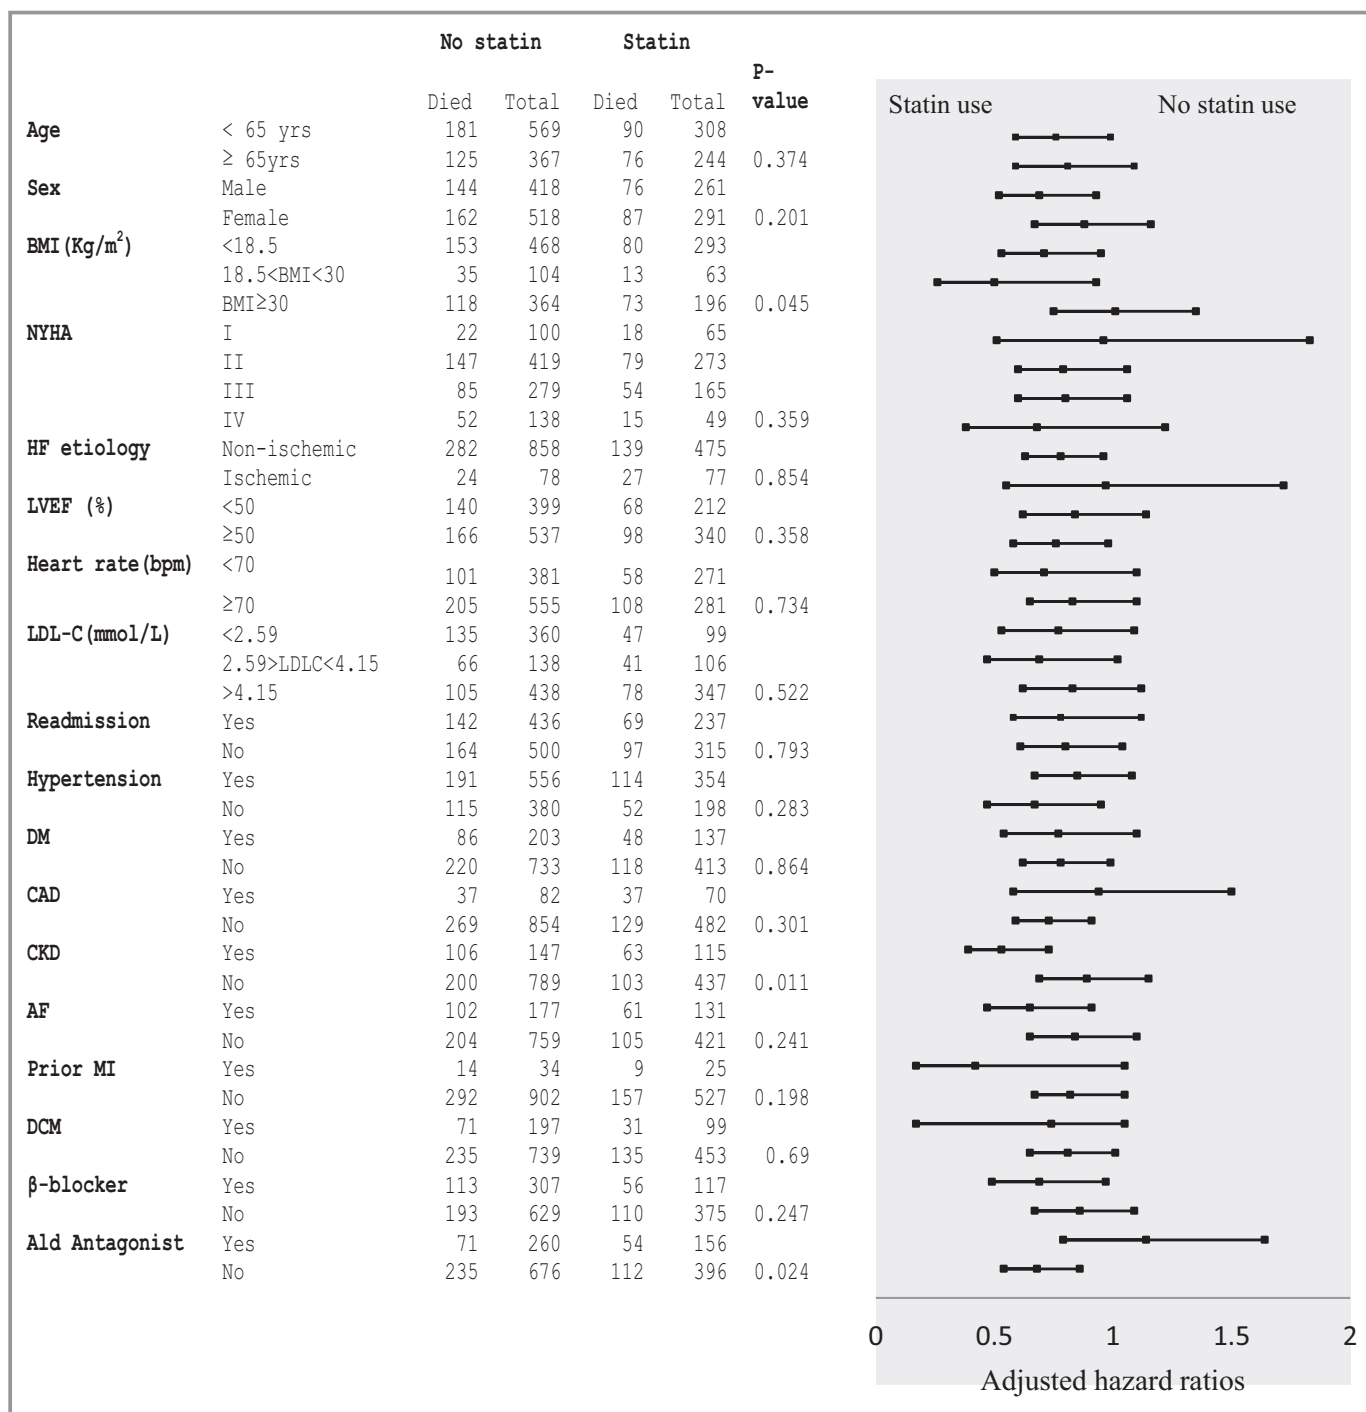 No statin Statin
P-
Died Total Died Total value
Statin use No statin use
Age < 65 yrs 181 569 90 308
≥ 65yrs 125 367 76 244 0.374
Sex Male 144 418 76 261
Female 162 518 87 291 0.201
BMI(Kg/m²) <18.5 153 468 80 293
18.5<BMI<30 35 104 13 63
BMI≥30 118 364 73 196 0.045
NYHA I 22 100 18 65
II 147 419 79 273
III 85 279 54 165
IV 52 138 15 49 0.359
HF etiology Non-ischemic 282 858 139 475
Ischemic 24 78 27 77 0.854
LVEF (%) <50 140 399 68 212
≥50 166 537 98 340 0.358
Heart rate(bpm) <70 101 381 58 271
≥70 205 555 108 281 0.734
LDL-C(mmol/L) <2.59 135 360 47 99
2.59>LDLC<4.15 66 138 41 106
>4.15 105 438 78 347 0.522
Readmission Yes 142 436 69 237
No 164 500 97 315 0.793
Hypertension Yes 191 556 114 354
No 115 380 52 198 0.283
DM Yes 86 203 48 137
No 220 733 118 413 0.864
CAD Yes 37 82 37 70
No 269 854 129 482 0.301
CKD Yes 106 147 63 115
No 200 789 103 437 0.011
AF Yes 102 177 61 131
No 204 759 105 421 0.241
Prior MI Yes 14 34 9 25
No 292 902 157 527 0.198
DCM Yes 71 197 31 99
No 235 739 135 453 0.69
β-blocker Yes 113 307 56 117
No 193 629 110 375 0.247
Ald Antagonist Yes 71 260 54 156
No 235 676 112 396 0.024
0 0.5 1 1.5 2
Adjusted hazard ratios